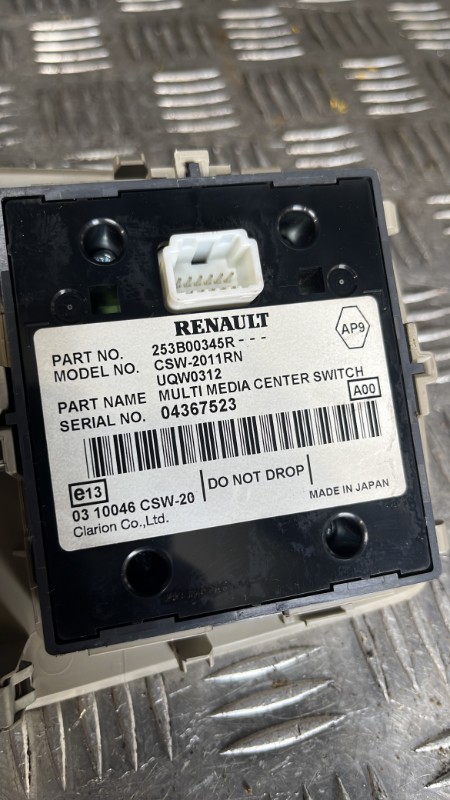 RENAULT
AP9
PART NO. 253B00345R---
MODEL NO. CSW-2011RN
UQW0312
PART NAME MULTI MEDIA CENTER SWITCH
SERIAL NO. 04367523
A00
e13
03 10046 CSW-20
DO NOT DROP
Clarion Co.,Ltd.
MADE IN JAPAN